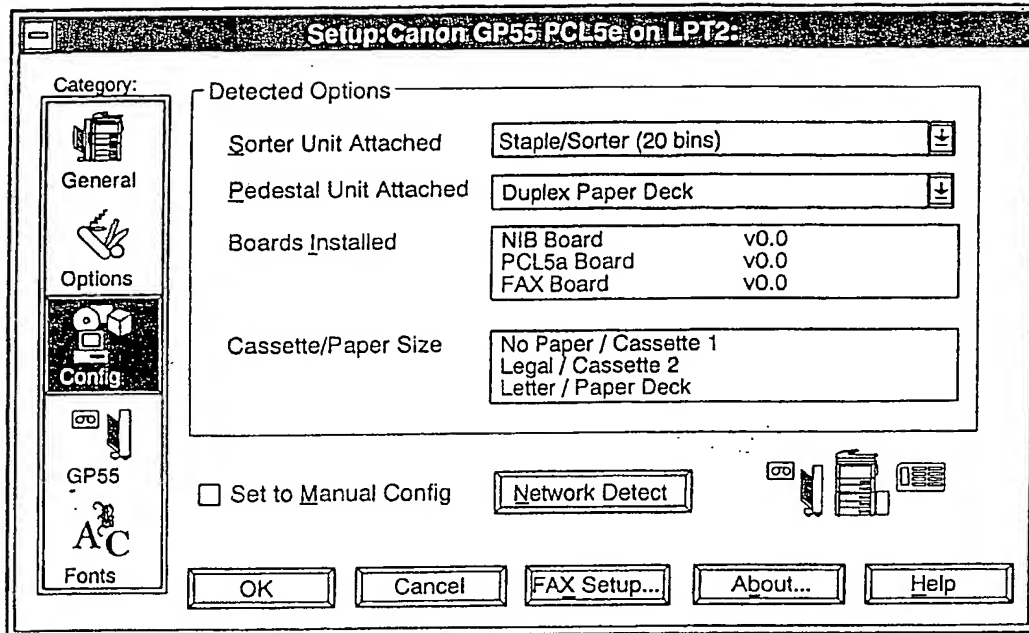 Setup:Canon GP55 PCL5e on LPT2:
Category:
General
Options
Config
GP55
Fonts
Detected Options
Sorter Unit Attached
Staple/Sorter (20 bins)
Pedestal Unit Attached
Duplex Paper Deck
Boards Installed
NIB Board v0.0
PCL5a Board v0.0
FAX Board v0.0
Cassette/Paper Size
No Paper / Cassette 1
Legal / Cassette 2
Letter / Paper Deck
Set to Manual Config
Network Detect
OK
Cancel
FAX Setup...
About...
Help